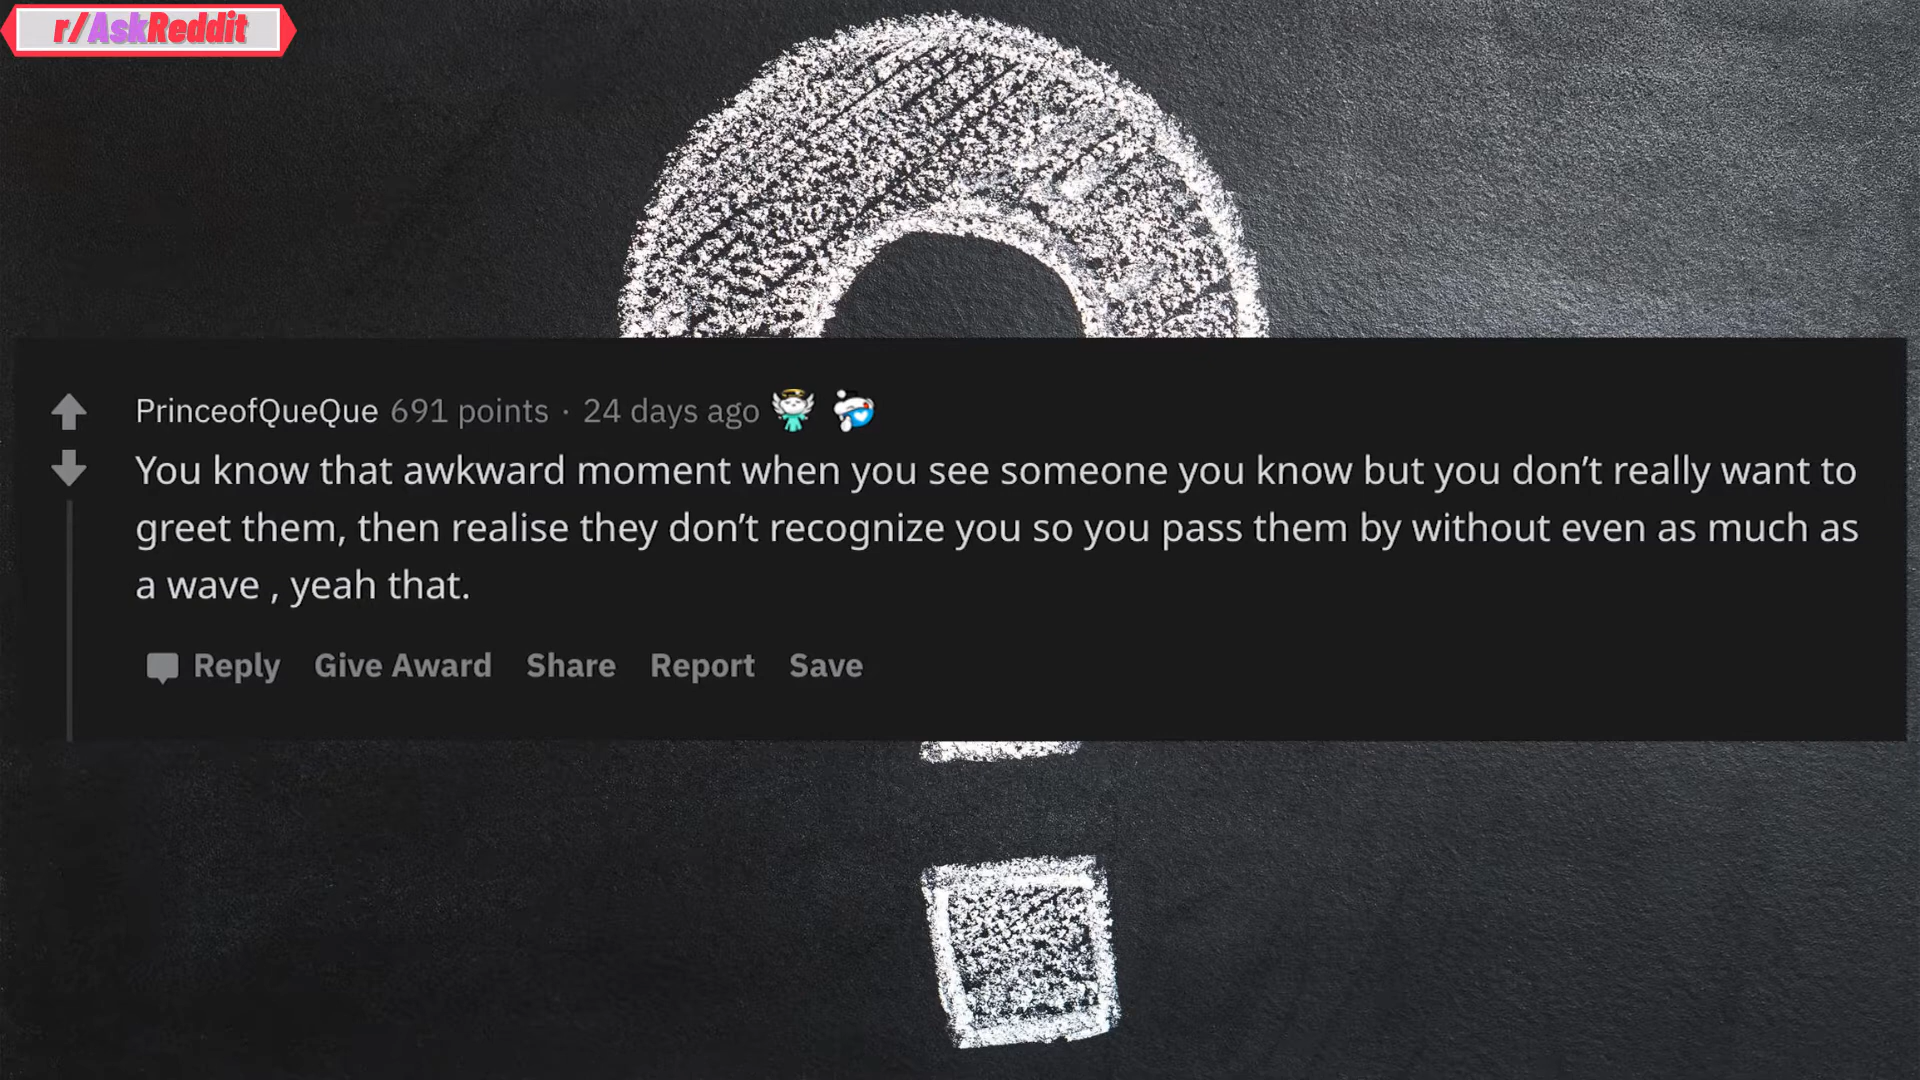 r/AskReddit
PrinceofQueQue 691 points · 24 days ago
You know that awkward moment when you see someone you know but you don’t really want to
greet them, then realise they don’t recognize you so you pass them by without even as much as
a wave , yeah that.
Reply Give Award Share Report Save